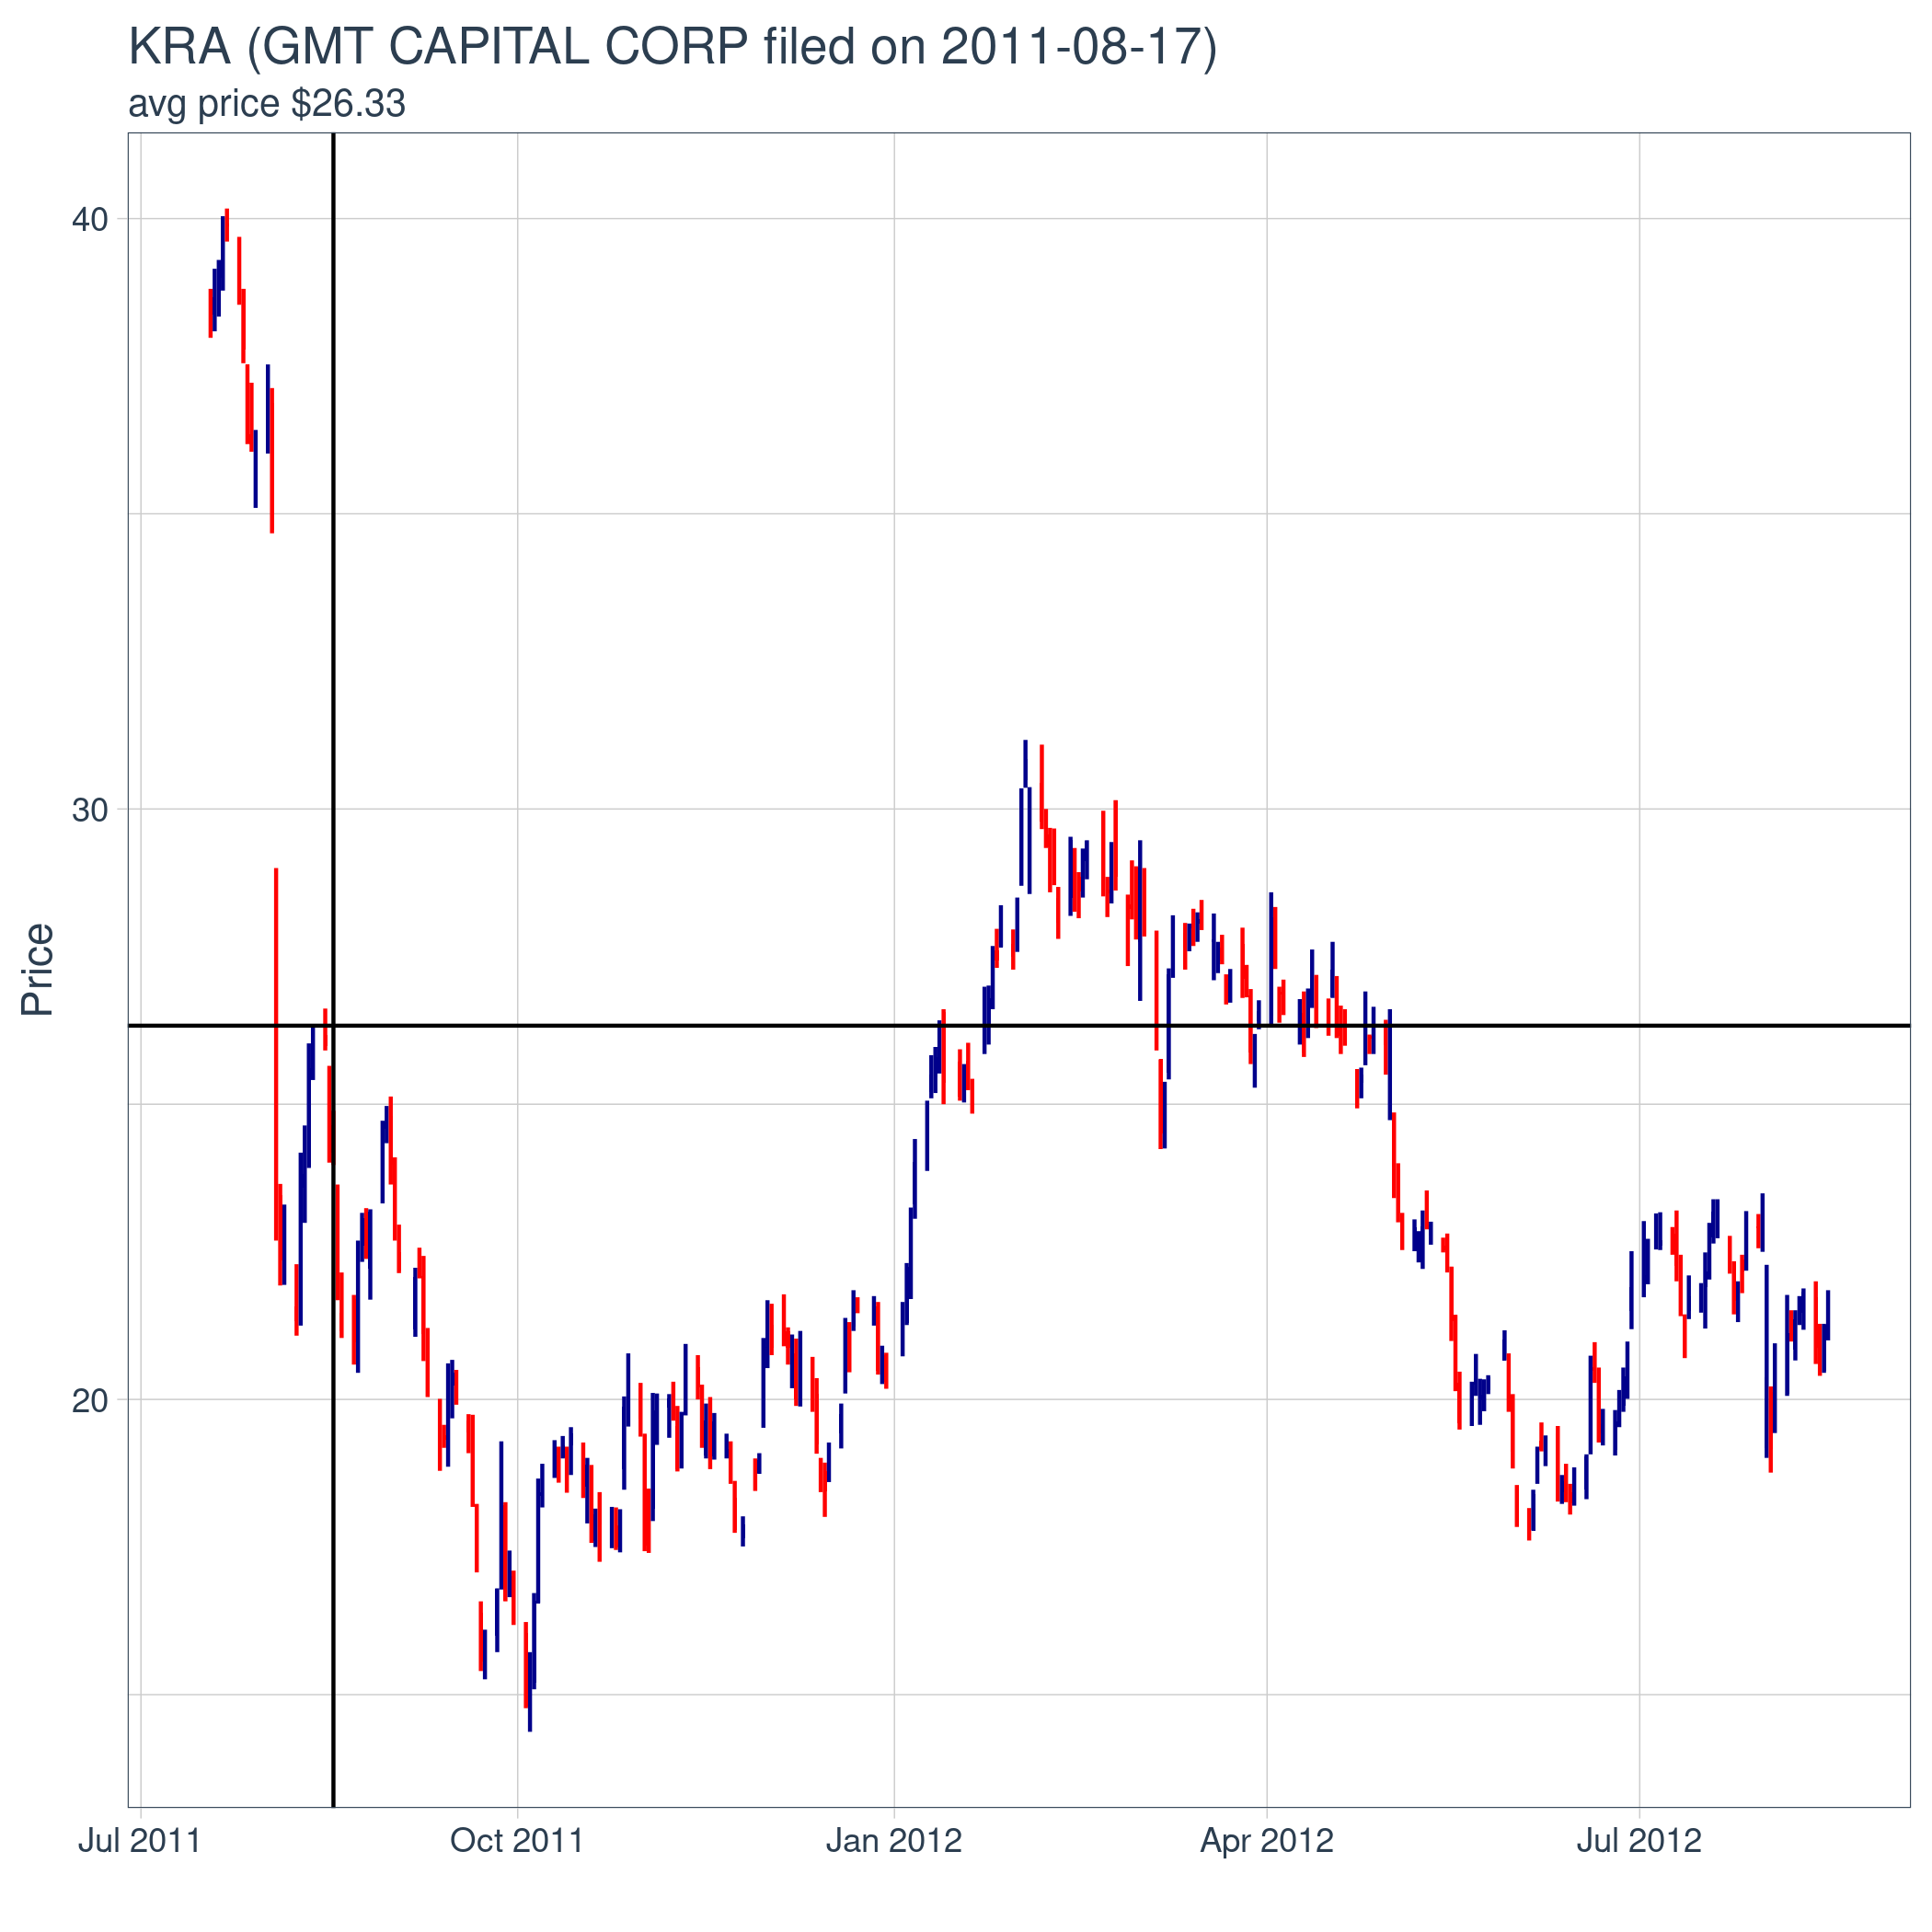 KRA (GMT CAPITAL CORP filed on 2011-08-17)
avg price $26.33
40
30
20
Price
Jul 2011
Oct 2011
Jan 2012
Apr 2012
Jul 2012